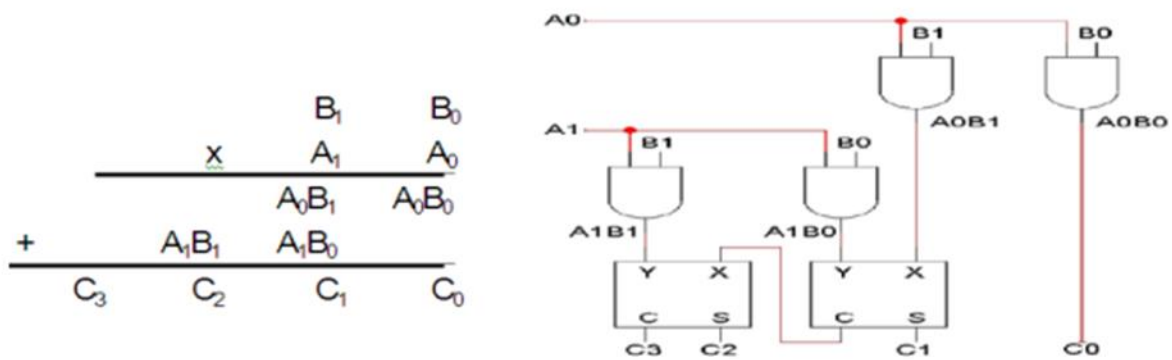 B₁ B₀
x A₁ A₀
A₀B₁ A₀B₀
+ A₁B₁ A₁B₀
C₃ C₂ C₁ C₀
A0 B1 B0
A0B1 A0B0
A1 B1 B0
A1B1 A1B0
Y X Y X
C S C S
C3 C2 C1 C0